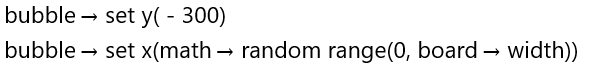 bubble → set y( - 300)
bubble → set x(math → random range(0, board → width))